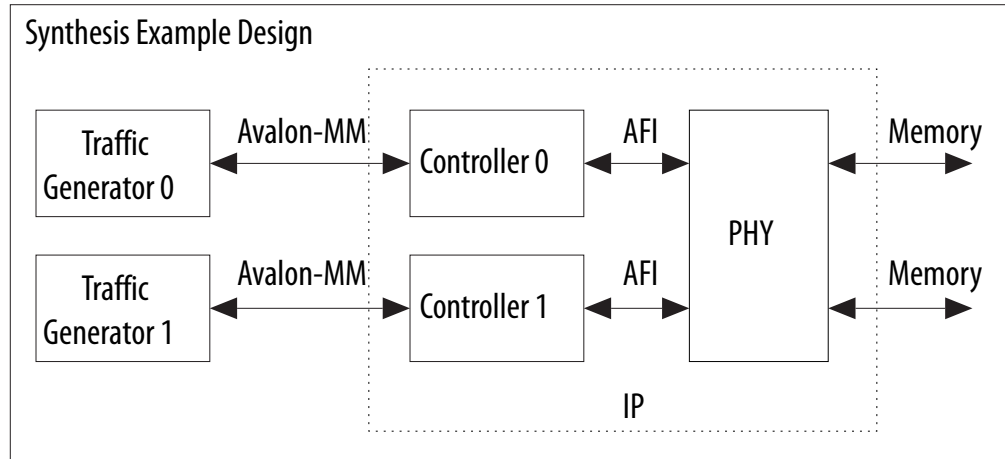 Synthesis Example Design
Traffic
Generator 0
Avalon-MM
Controller 0
AFI
PHY
Memory
Traffic
Generator 1
Avalon-MM
Controller 1
AFI
Memory
IP